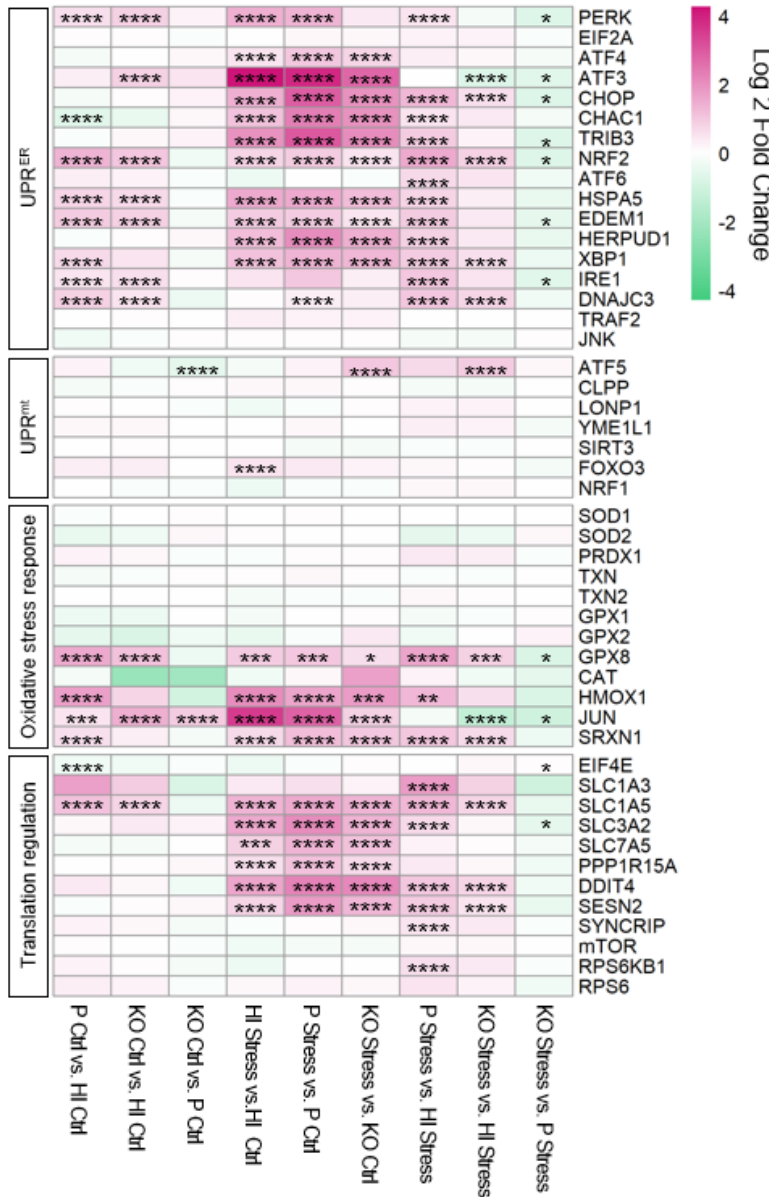 UPR^ER
**** **** **** **** **** * PERK
EIF2A
**** **** **** ATF4
**** **** **** **** **** * ATF3
**** **** **** **** **** * CHOP
**** **** **** **** **** CHAC1
**** **** **** **** * TRIB3
**** **** **** **** **** **** **** * NRF2
**** ATF6
**** **** **** **** **** **** HSPA5
**** **** **** **** **** **** * EDEM1
**** **** **** **** HERPUD1
**** **** **** **** **** **** XBP1
**** **** **** * IRE1
**** **** **** **** **** DNAJC3
TRAF2
JNK
UPR^mt
**** **** **** ATF5
CLPP
LONP1
YME1L1
SIRT3
**** FOXO3
NRF1
Oxidative stress response
SOD1
SOD2
PRDX1
TXN
TXN2
GPX1
GPX2
**** **** *** *** * **** *** * GPX8
CAT
**** **** **** *** ** HMOX1
*** **** **** **** **** **** **** * JUN
**** **** **** **** **** **** SRXN1
Translation regulation
**** * EIF4E
**** SLC1A3
**** **** **** **** **** **** **** SLC1A5
**** **** **** **** * SLC3A2
*** **** **** SLC7A5
**** **** **** PPP1R15A
**** **** **** **** **** DDIT4
**** **** **** **** **** SESN2
**** SYNCRIP
mTOR
**** RPS6KB1
RPS6
P Ctrl vs. HI Ctrl
KO Ctrl vs. HI Ctrl
KO Ctrl vs. P Ctrl
HI Stress vs.HI Ctrl
P Stress vs. P Ctrl
KO Stress vs. KO Ctrl
P Stress vs. HI Stress
KO Stress vs. HI Stress
KO Stress vs. P Stress
4
2
0
-2
-4
Log 2 Fold Change